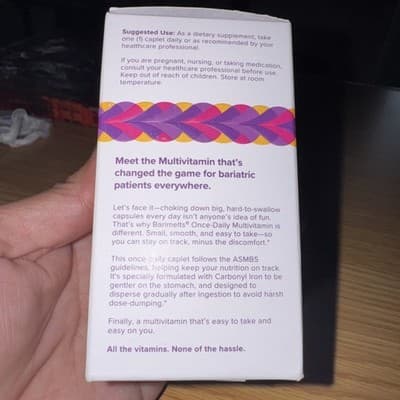 Suggested Use: As a dietary supplement, take
one (1) caplet daily or as recommended by your
healthcare professional.
If you are pregnant, nursing, or taking medication,
consult your healthcare professional before use.
Keep out of reach of children. Store at room
temperature.
Meet the Multivitamin that's
changed the game for bariatric
patients everywhere.
Let's face it—choking down big, hard-to-swallow
capsules every day isn't anyone's idea of fun.
That's why Barimelts® Once-Daily Multivitamin is
different. Small, smooth, and easy to take—so
you can stay on track, minus the discomfort.*
This once-daily caplet follows the ASMBS
guidelines, helping keep your nutrition on track.
It's specially formulated with Carbonyl Iron to be
gentler on the stomach, and designed to
disperse gradually after ingestion to avoid harsh
dose-dumping.*
Finally, a multivitamin that's easy to take and
easy on you.
All the vitamins. None of the hassle.